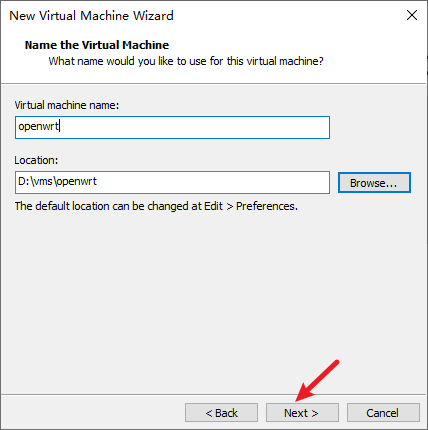 New Virtual Machine Wizard
Name the Virtual Machine
What name would you like to use for this virtual machine?
Virtual machine name:
openwrt
Location:
D:\vms\openwrt
Browse...
The default location can be changed at Edit > Preferences.
< Back
Next >
Cancel